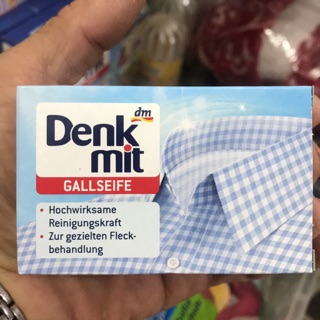 dm
Denk
mit
GALLSEIFE
• Hochwirksame
Reinigungskraft
• Zur gezielten Fleck-
behandlung